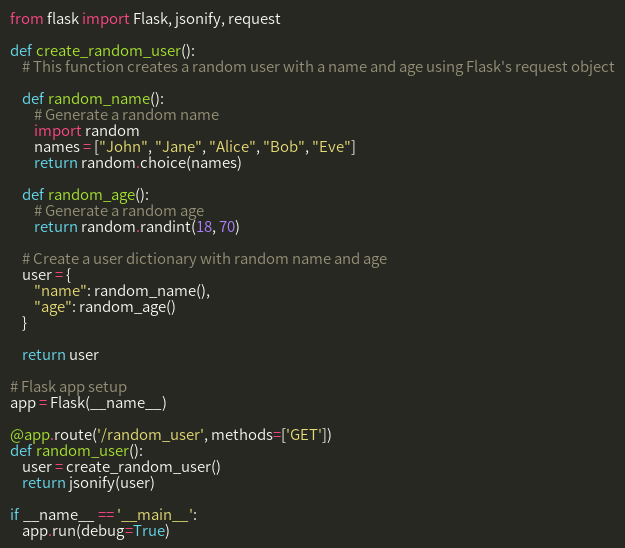 from flask import Flask, jsonify, request

def create_random_user():
    # This function creates a random user with a name and age using Flask's request object

    def random_name():
        # Generate a random name
        import random
        names = ["John", "Jane", "Alice", "Bob", "Eve"]
        return random.choice(names)

    def random_age():
        # Generate a random age
        return random.randint(18, 70)

    # Create a user dictionary with random name and age
    user = {
        "name": random_name(),
        "age": random_age()
    }

    return user

# Flask app setup
app = Flask(__name__)

@app.route('/random_user', methods=['GET'])
def random_user():
    user = create_random_user()
    return jsonify(user)

if __name__ == '__main__':
    app.run(debug=True)